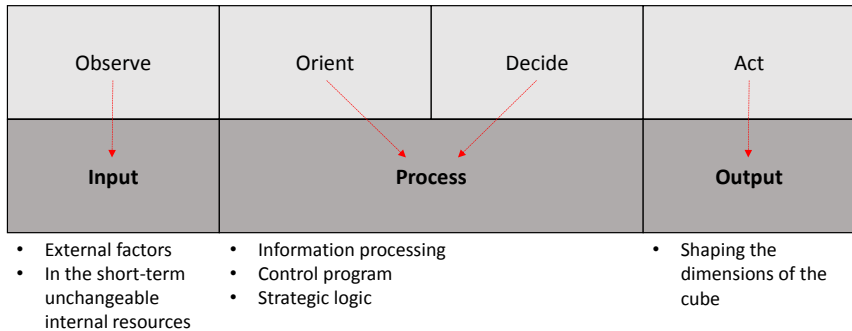 Observe
Orient
Decide
Act
Input
Process
Output
• External factors
• In the short-term
unchangeable
internal resources
• Information processing
• Control program
• Strategic logic
• Shaping the
dimensions of the
cube